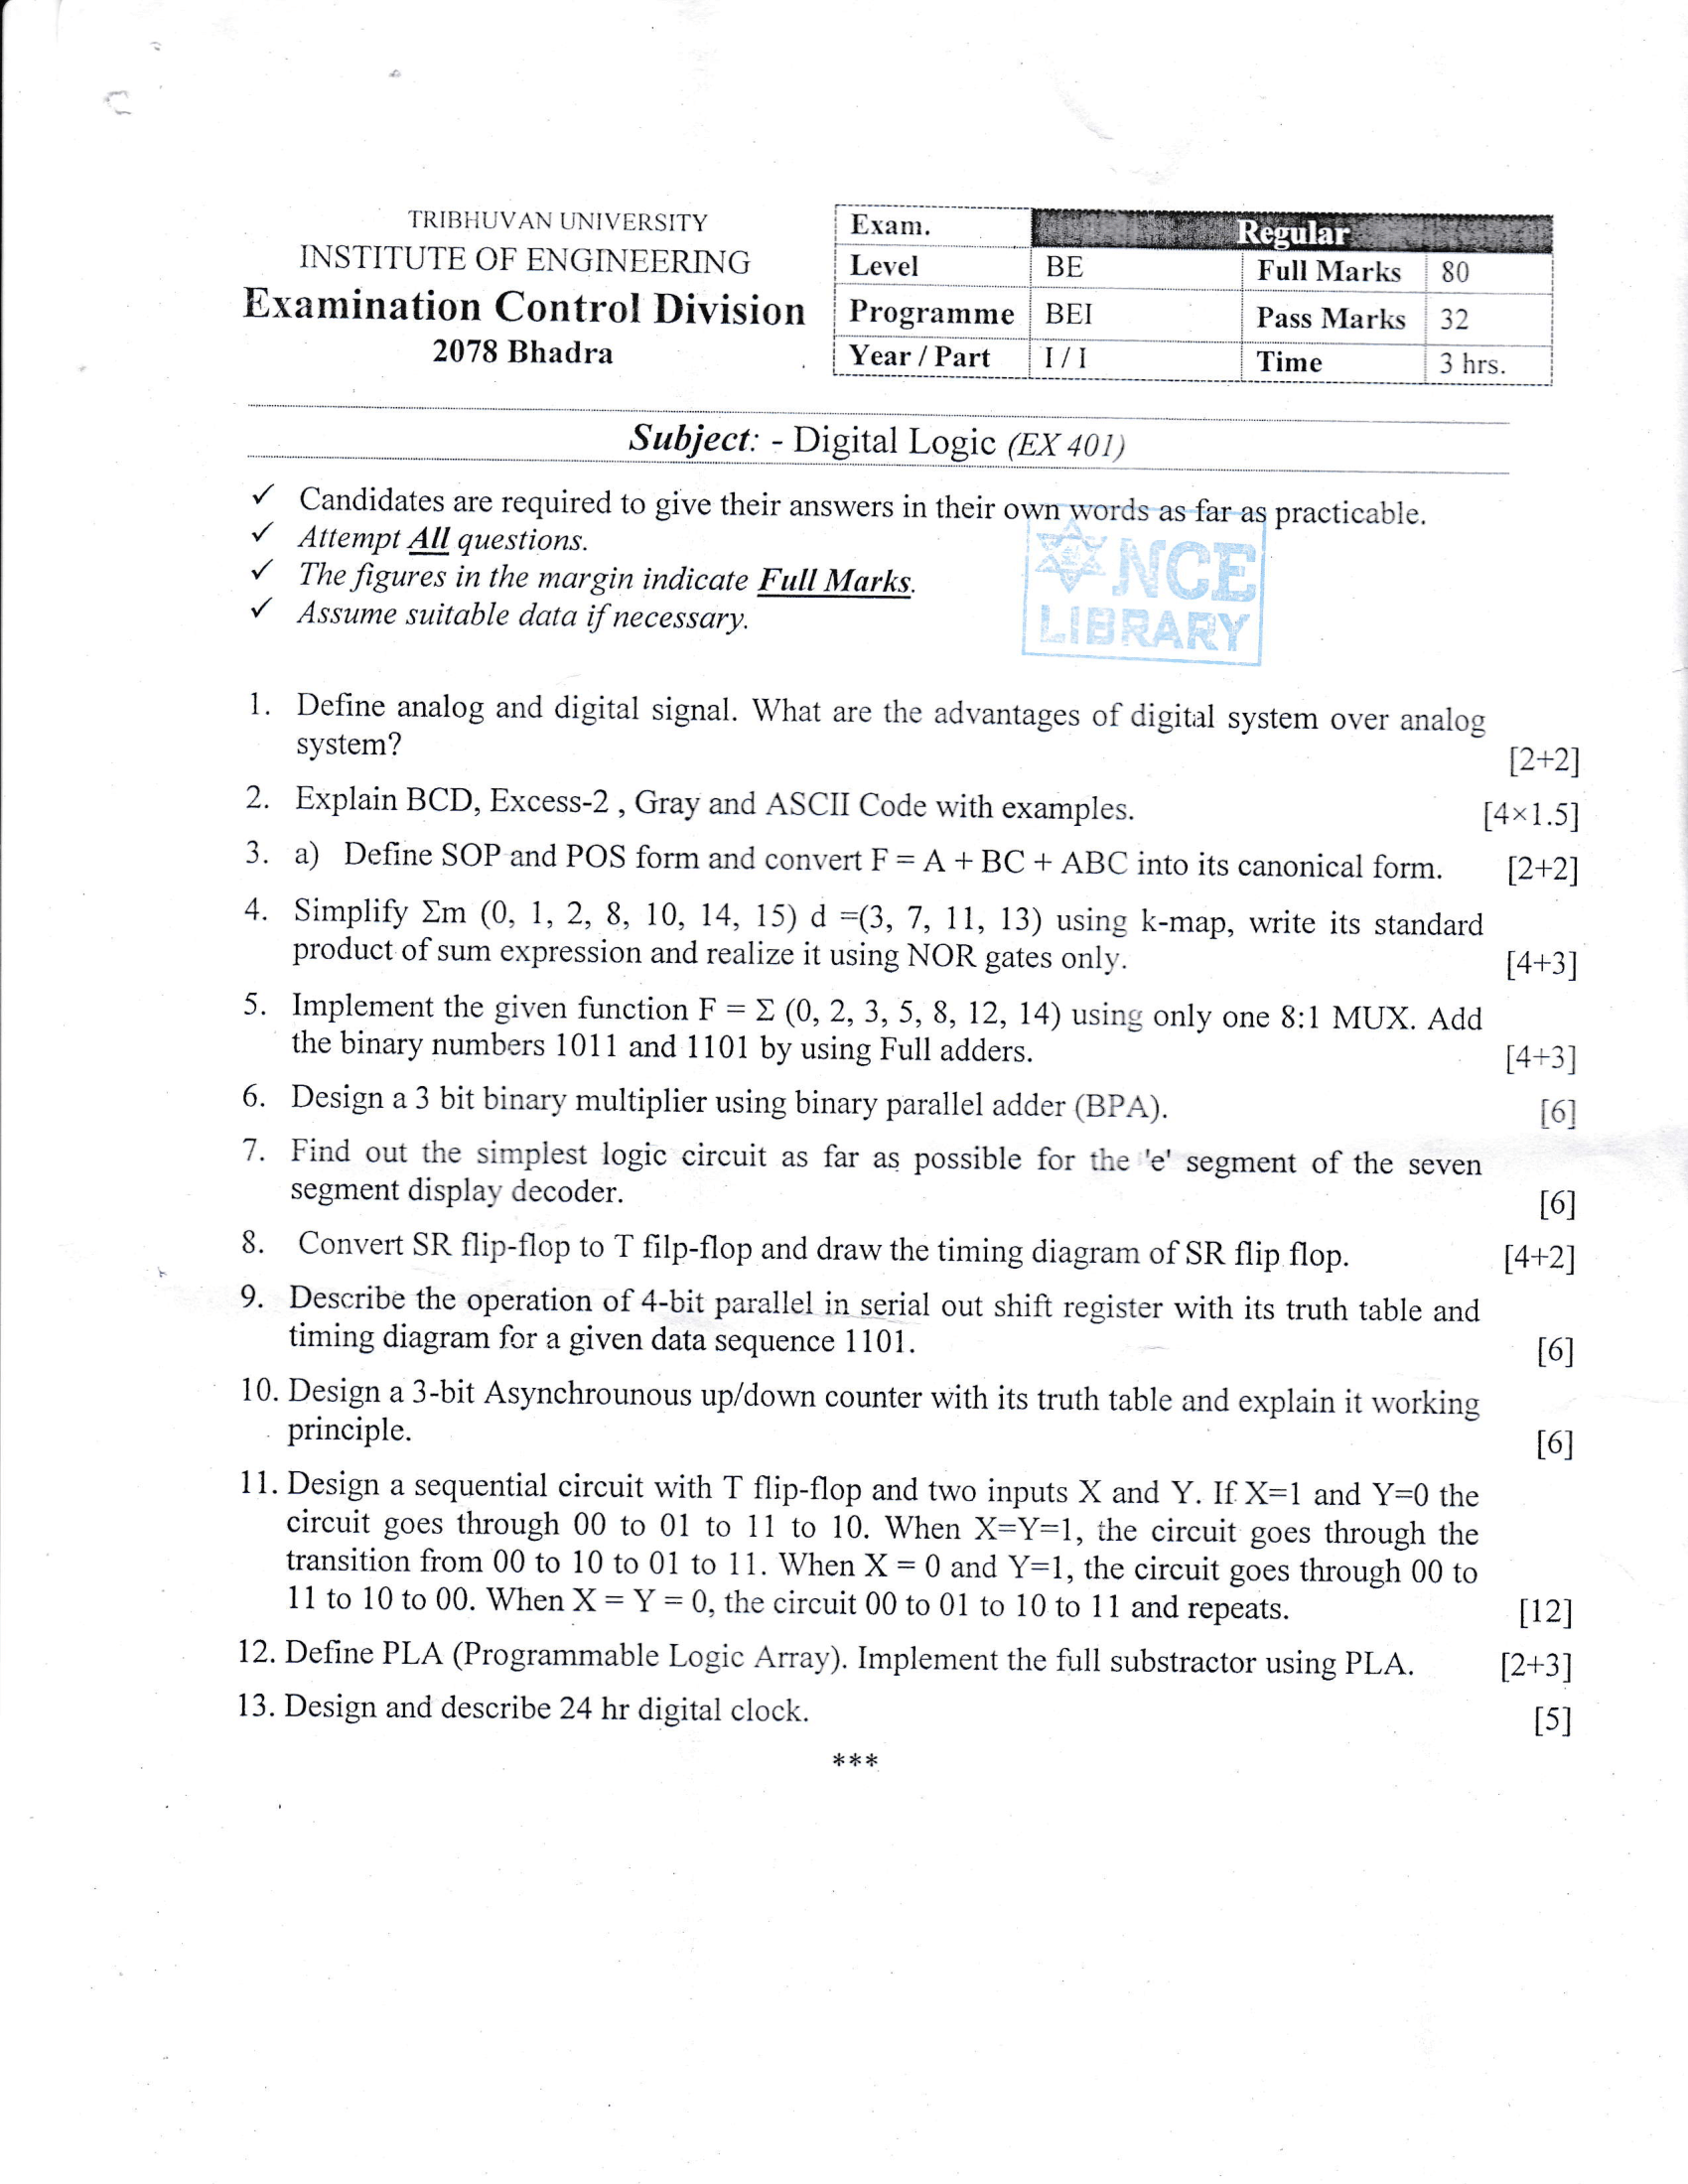 TRIBHUVAN UNIVERSITY
INSTITUTE OF ENGINEERING
Examination Control Division
2078 Bhadra
Exam. Regular
Level BE Full Marks 80
Programme BEI Pass Marks 32
Year / Part I / I Time 3 hrs.
Subject: - Digital Logic (EX 401)
✓ Candidates are required to give their answers in their own words as far as practicable.
✓ Attempt All questions.
✓ The figures in the margin indicate Full Marks.
✓ Assume suitable data if necessary.
NCE
LIBRARY
1. Define analog and digital signal. What are the advantages of digital system over analog
system? [2+2]
2. Explain BCD, Excess-2 , Gray and ASCII Code with examples. [4×1.5]
3. a) Define SOP and POS form and convert F = A + BC + ABC into its canonical form. [2+2]
4. Simplify Σm (0, 1, 2, 8, 10, 14, 15) d =(3, 7, 11, 13) using k-map, write its standard
product of sum expression and realize it using NOR gates only. [4+3]
5. Implement the given function F = Σ (0, 2, 3, 5, 8, 12, 14) using only one 8:1 MUX. Add
the binary numbers 1011 and 1101 by using Full adders. [4+3]
6. Design a 3 bit binary multiplier using binary parallel adder (BPA). [6]
7. Find out the simplest logic circuit as far as possible for the 'e' segment of the seven
segment display decoder. [6]
8. Convert SR flip-flop to T filp-flop and draw the timing diagram of SR flip flop. [4+2]
9. Describe the operation of 4-bit parallel in serial out shift register with its truth table and
timing diagram for a given data sequence 1101. [6]
10. Design a 3-bit Asynchrounous up/down counter with its truth table and explain it working
principle. [6]
11. Design a sequential circuit with T flip-flop and two inputs X and Y. If X=1 and Y=0 the
circuit goes through 00 to 01 to 11 to 10. When X=Y=1, the circuit goes through the
transition from 00 to 10 to 01 to 11. When X = 0 and Y=1, the circuit goes through 00 to
11 to 10 to 00. When X = Y = 0, the circuit 00 to 01 to 10 to 11 and repeats. [12]
12. Define PLA (Programmable Logic Array). Implement the full substractor using PLA. [2+3]
13. Design and describe 24 hr digital clock. [5]
***